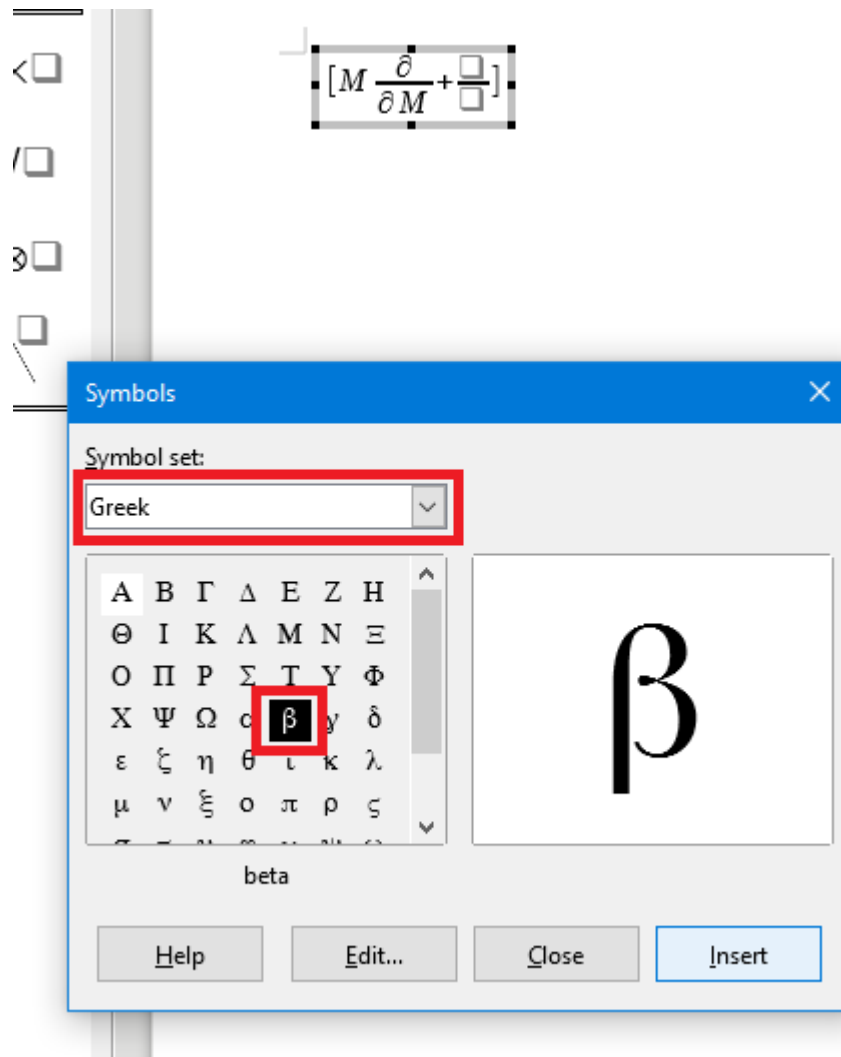 <□
[M ∂/∂M + □/□]
/□
⊗□
□
Symbols
Symbol set:
Greek
Α Β Γ Δ Ε Ζ Η
Θ Ι Κ Λ Μ Ν Ξ
Ο Π Ρ Σ Τ Υ Φ
Χ Ψ Ω α β γ δ
ε ζ η θ ι κ λ
μ ν ξ ο π ρ ς
β
beta
Help Edit... Close Insert